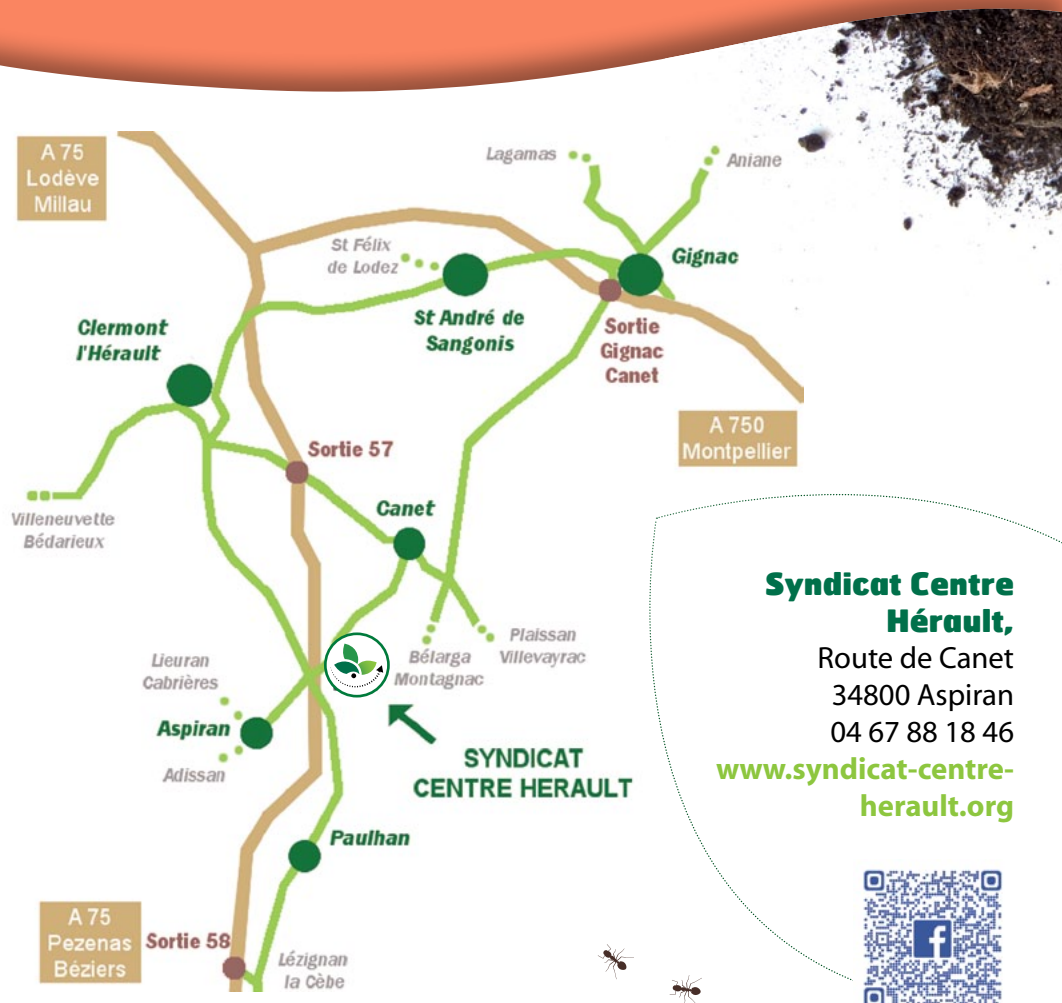 A 75
Lodève
Millau
Lagamas
Aniane
St Félix
de Lodez
Gignac
Clermont
l'Hérault
St André de
Sangonis
Sortie
Gignac
Canet
A 750
Montpellier
Sortie 57
Canet
Villeneuvette
Bédarieux
Plaissan
Villevayrac
Bélarga
Montagnac
Lieuran
Cabrières
Aspiran
Adissan
SYNDICAT
CENTRE HERAULT
Paulhan
A 75
Pezenas
Béziers
Sortie 58
Lézignan
la Cèbe
Syndicat Centre
Hérault,
Route de Canet
34800 Aspiran
04 67 88 18 46
www.syndicat-centre-
herault.org